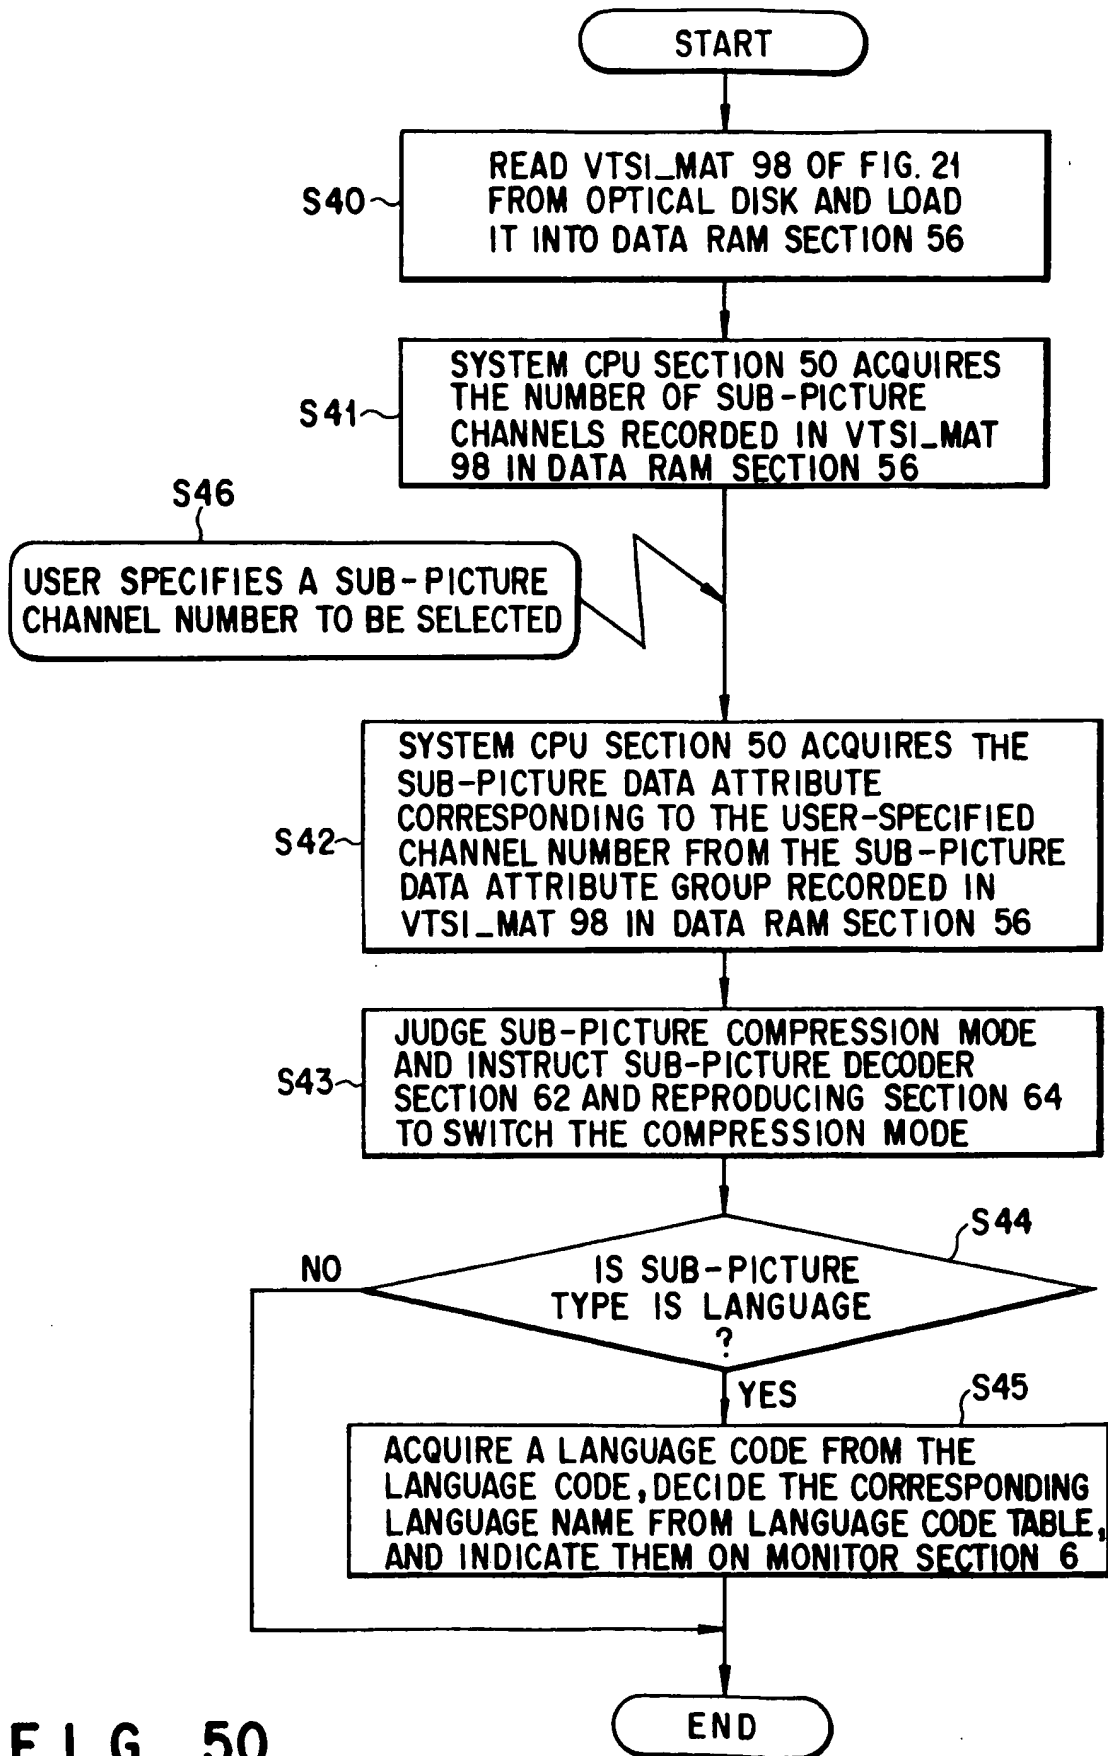 START
S40
READ VTSI_MAT 98 OF FIG. 21
FROM OPTICAL DISK AND LOAD
IT INTO DATA RAM SECTION 56
S41
SYSTEM CPU SECTION 50 ACQUIRES
THE NUMBER OF SUB-PICTURE
CHANNELS RECORDED IN VTSI_MAT
98 IN DATA RAM SECTION 56
S46
USER SPECIFIES A SUB-PICTURE
CHANNEL NUMBER TO BE SELECTED
S42
SYSTEM CPU SECTION 50 ACQUIRES THE
SUB-PICTURE DATA ATTRIBUTE
CORRESPONDING TO THE USER-SPECIFIED
CHANNEL NUMBER FROM THE SUB-PICTURE
DATA ATTRIBUTE GROUP RECORDED IN
VTSI_MAT 98 IN DATA RAM SECTION 56
S43
JUDGE SUB-PICTURE COMPRESSION MODE
AND INSTRUCT SUB-PICTURE DECODER
SECTION 62 AND REPRODUCING SECTION 64
TO SWITCH THE COMPRESSION MODE
S44
NO
IS SUB-PICTURE
TYPE IS LANGUAGE
?
YES
S45
ACQUIRE A LANGUAGE CODE FROM THE
LANGUAGE CODE, DECIDE THE CORRESPONDING
LANGUAGE NAME FROM LANGUAGE CODE TABLE,
AND INDICATE THEM ON MONITOR SECTION 6
END
FIG. 50